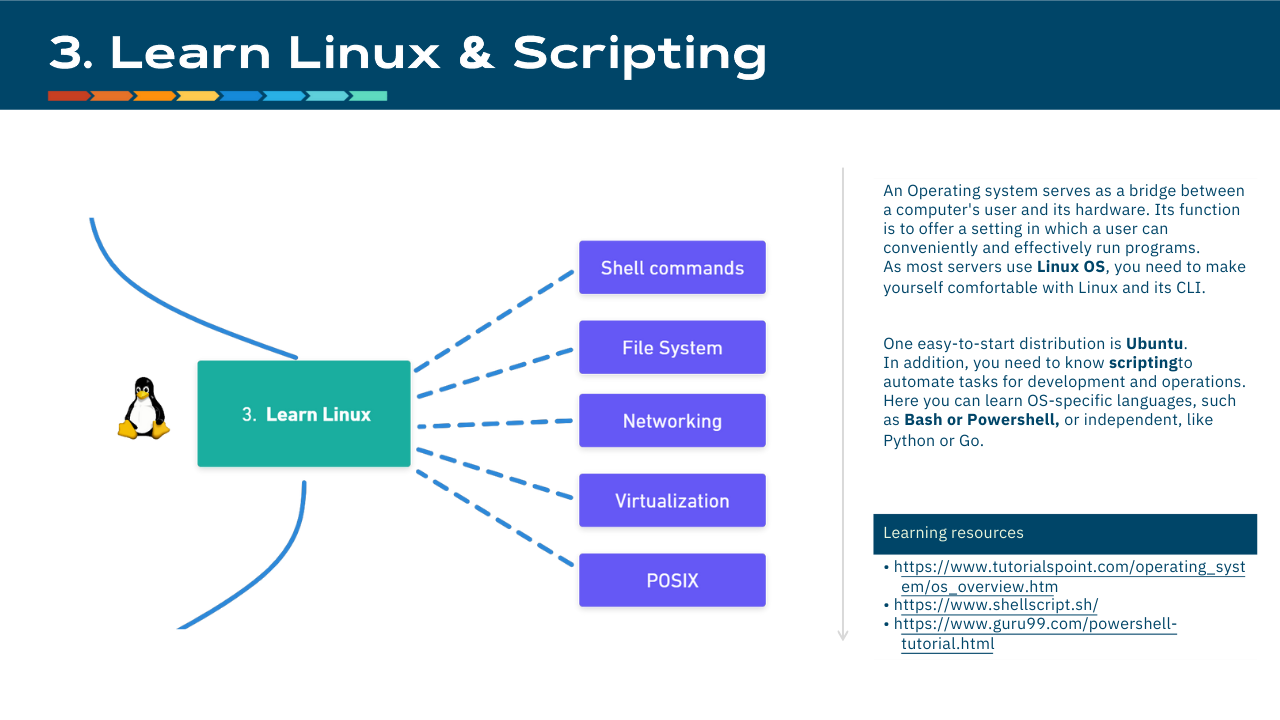 3. Learn Linux & Scripting
3. Learn Linux
Shell commands
File System
Networking
Virtualization
POSIX
An Operating system serves as a bridge between
a computer's user and its hardware. Its function
is to offer a setting in which a user can
conveniently and effectively run programs.
As most servers use Linux OS, you need to make
yourself comfortable with Linux and its CLI.
One easy-to-start distribution is Ubuntu.
In addition, you need to know scriptingto
automate tasks for development and operations.
Here you can learn OS-specific languages, such
as Bash or Powershell, or independent, like
Python or Go.
Learning resources
• https://www.tutorialspoint.com/operating_syst
em/os_overview.htm
• https://www.shellscript.sh/
• https://www.guru99.com/powershell-
tutorial.html